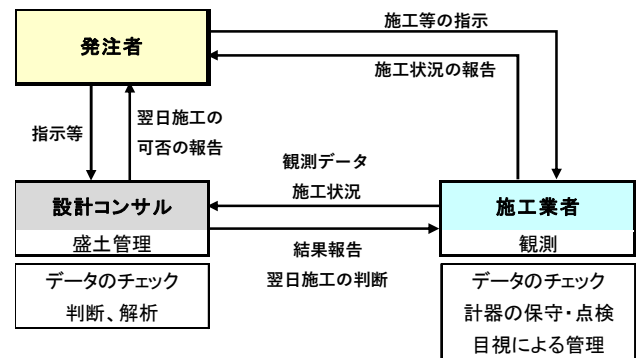 施工等の指示
発注者
施工状況の報告
指示等
翌日施工の
可否の報告
観測データ
施工状況
設計コンサル
盛土管理
施工業者
観測
結果報告
翌日施工の判断
データのチェック
判断、解析
データのチェック
計器の保守・点検
目視による管理